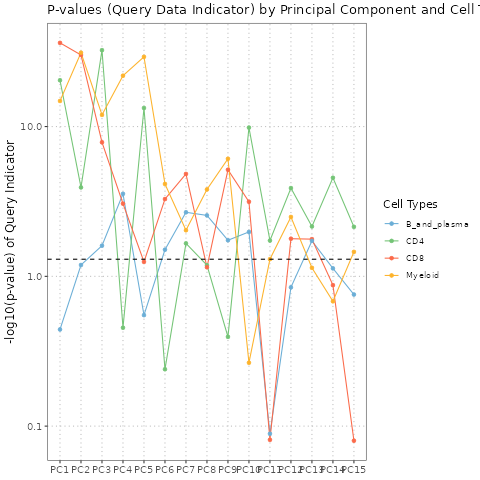 P-values (Query Data Indicator) by Principal Component and Cell T
-log10(p-value) of Query Indicator
10.0
1.0
0.1
PC1 PC2 PC3 PC4 PC5 PC6 PC7 PC8 PC9 PC10 PC11 PC12 PC13 PC14 PC15
Cell Types
B_and_plasma
CD4
CD8
Myeloid